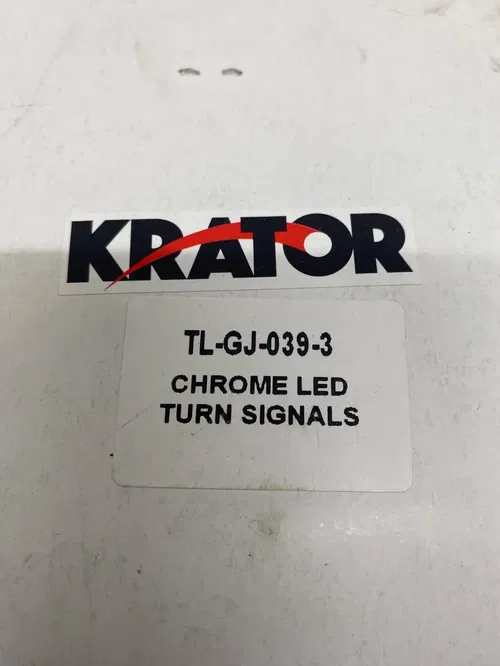 KRATOR
TL-GJ-039-3
CHROME LED
TURN SIGNALS